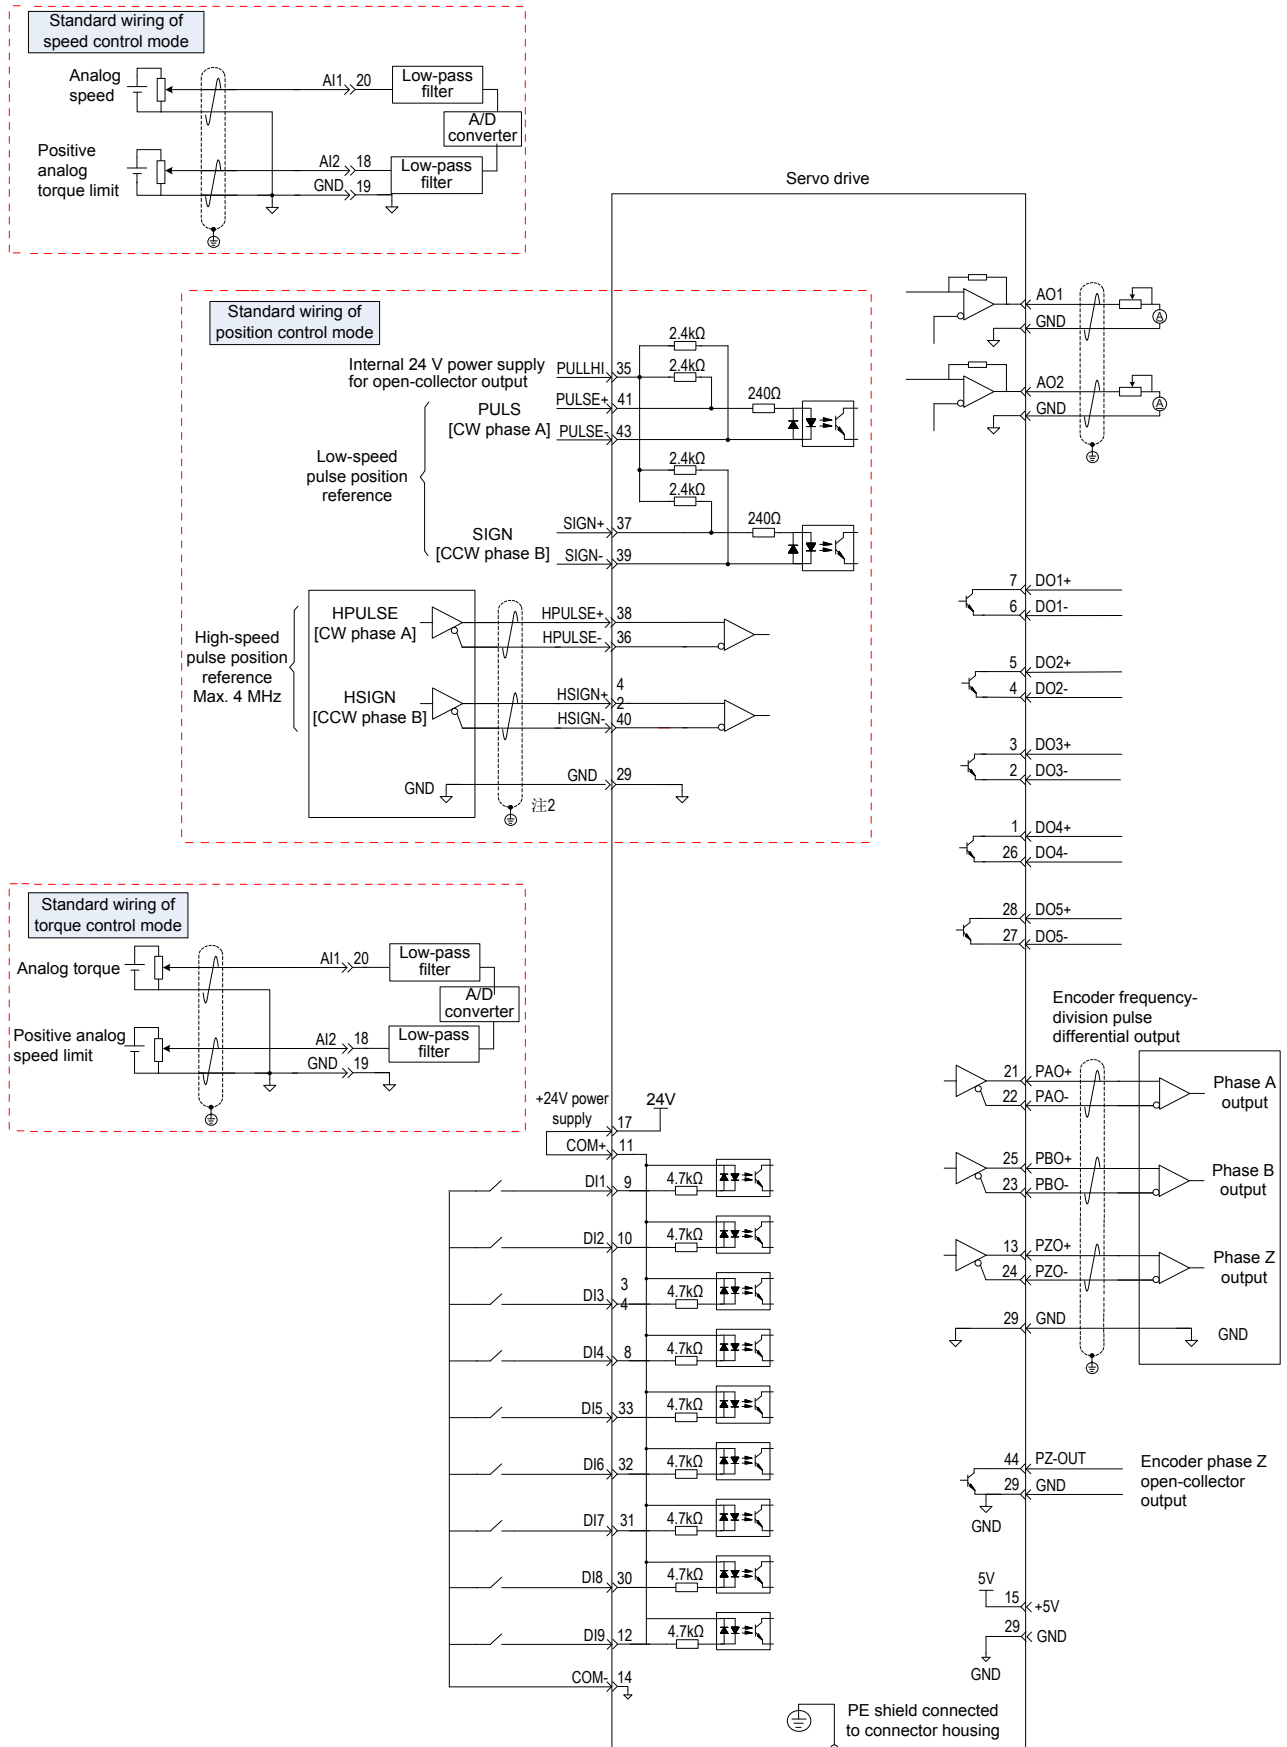 Standard wiring of
speed control mode
Analog
speed
AI1
20
Low-pass
filter
A/D
converter
Positive
analog
torque limit
AI2
18
GND
19
Low-pass
filter
Servo drive
Standard wiring of
position control mode
Internal 24 V power supply
for open-collector output
PULLHI
35
2.4kΩ
2.4kΩ
PULSE+
41
240Ω
PULS
[CW phase A]
PULSE-
43
Low-speed
pulse position
reference
2.4kΩ
2.4kΩ
SIGN+
37
240Ω
SIGN
[CCW phase B]
SIGN-
39
High-speed
pulse position
reference
Max. 4 MHz
HPULSE
[CW phase A]
HPULSE+
38
HPULSE-
36
HSIGN
[CCW phase B]
HSIGN+
4
2
HSIGN-
40
GND
GND
29
注2
AO1
GND
A
AO2
GND
A
7
DO1+
6
DO1-
5
DO2+
4
DO2-
3
DO3+
2
DO3-
1
DO4+
26
DO4-
28
DO5+
27
DO5-
Standard wiring of
torque control mode
Analog torque
AI1
20
Low-pass
filter
A/D
converter
Positive analog
speed limit
AI2
18
GND
19
Low-pass
filter
Encoder frequency-
division pulse
differential output
21
PAO+
22
PAO-
Phase A
output
25
PBO+
23
PBO-
Phase B
output
13
PZO+
24
PZO-
Phase Z
output
29
GND
GND
+24V power
supply
17
24V
COM+
11
DI1
9
4.7kΩ
DI2
10
4.7kΩ
DI3
3
4
4.7kΩ
DI4
8
4.7kΩ
DI5
33
4.7kΩ
DI6
32
4.7kΩ
DI7
31
4.7kΩ
DI8
30
4.7kΩ
DI9
12
4.7kΩ
COM-
14
44
PZ-OUT
29
GND
GND
Encoder phase Z
open-collector
output
5V
15
+5V
29
GND
GND
PE shield connected
to connector housing